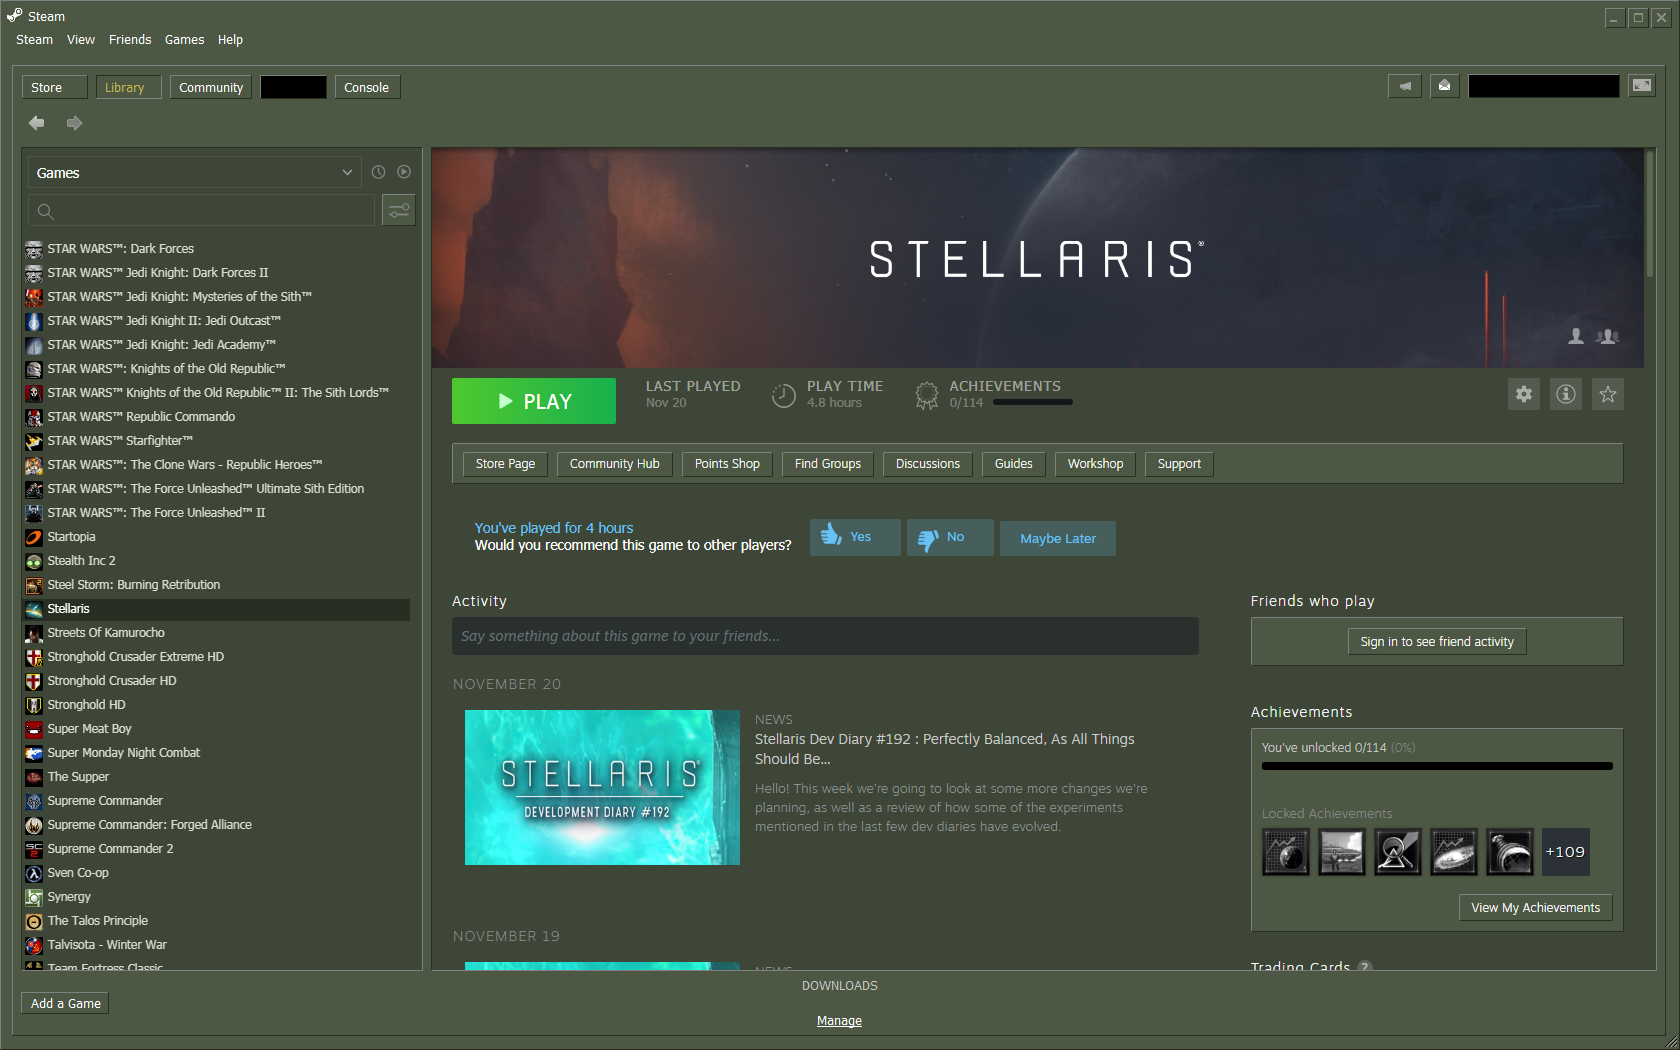 Steam
Steam View Friends Games Help
Store Library Community Console
Games
STAR WARS™: Dark Forces
STAR WARS™ Jedi Knight: Dark Forces II
STAR WARS™ Jedi Knight: Mysteries of the Sith™
STAR WARS™ Jedi Knight II: Jedi Outcast™
STAR WARS™ Jedi Knight: Jedi Academy™
STAR WARS™: Knights of the Old Republic™
STAR WARS™ Knights of the Old Republic™ II: The Sith Lords™
STAR WARS™ Republic Commando
STAR WARS™ Starfighter™
STAR WARS™: The Clone Wars - Republic Heroes™
STAR WARS™: The Force Unleashed™ Ultimate Sith Edition
STAR WARS™: The Force Unleashed™ II
Startopia
Stealth Inc 2
Steel Storm: Burning Retribution
Stellaris
Streets Of Kamurocho
Stronghold Crusader Extreme HD
Stronghold Crusader HD
Stronghold HD
Super Meat Boy
Super Monday Night Combat
The Supper
Supreme Commander
Supreme Commander: Forged Alliance
Supreme Commander 2
Sven Co-op
Synergy
The Talos Principle
Talvisota - Winter War
Team Fortress Classic
Add a Game
STELLARIS®
PLAY
LAST PLAYED
Nov 20
PLAY TIME
4.8 hours
ACHIEVEMENTS
0/114
Store Page Community Hub Points Shop Find Groups Discussions Guides Workshop Support
You've played for 4 hours
Would you recommend this game to other players?
Yes No Maybe Later
Activity
Say something about this game to your friends...
NOVEMBER 20
STELLARIS®
DEVELOPMENT DIARY #192
NEWS
Stellaris Dev Diary #192 : Perfectly Balanced, As All Things
Should Be...
Hello! This week we're going to look at some more changes we're
planning, as well as a review of how some of the experiments
mentioned in the last few dev diaries have evolved.
NOVEMBER 19
NEWS
Friends who play
Sign in to see friend activity
Achievements
You've unlocked 0/114 (0%)
Locked Achievements
+109
View My Achievements
Trading Cards ?
DOWNLOADS
Manage